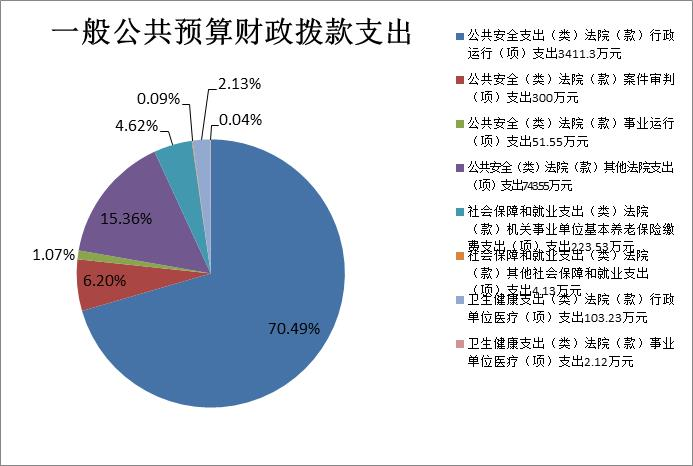 一般公共预算财政拨款支出
2.13%
0.09%
0.04%
4.62%
15.36%
1.07%
6.20%
70.49%
公共安全支出（类）法院（款）行政
运行（项）支出3411.3万元
公共安全（类）法院（款）案件审判
（项）支出300万元
公共安全（类）法院（款）事业运行
（项）支出51.55万元
公共安全（类）法院（款）其他法院支出
（项）支出743.55万元
社会保障和就业支出（类）法院
（款）机关事业单位基本养老保险缴
费支出（项）支出223.53万元
社会保障和就业支出（类）法院
（款）其他社会保障和就业支出
（项）支出4.13万元
卫生健康支出（类）法院（款）行政
单位医疗（项）支出103.23万元
卫生健康支出（类）法院（款）事业
单位医疗（项）支出2.12万元